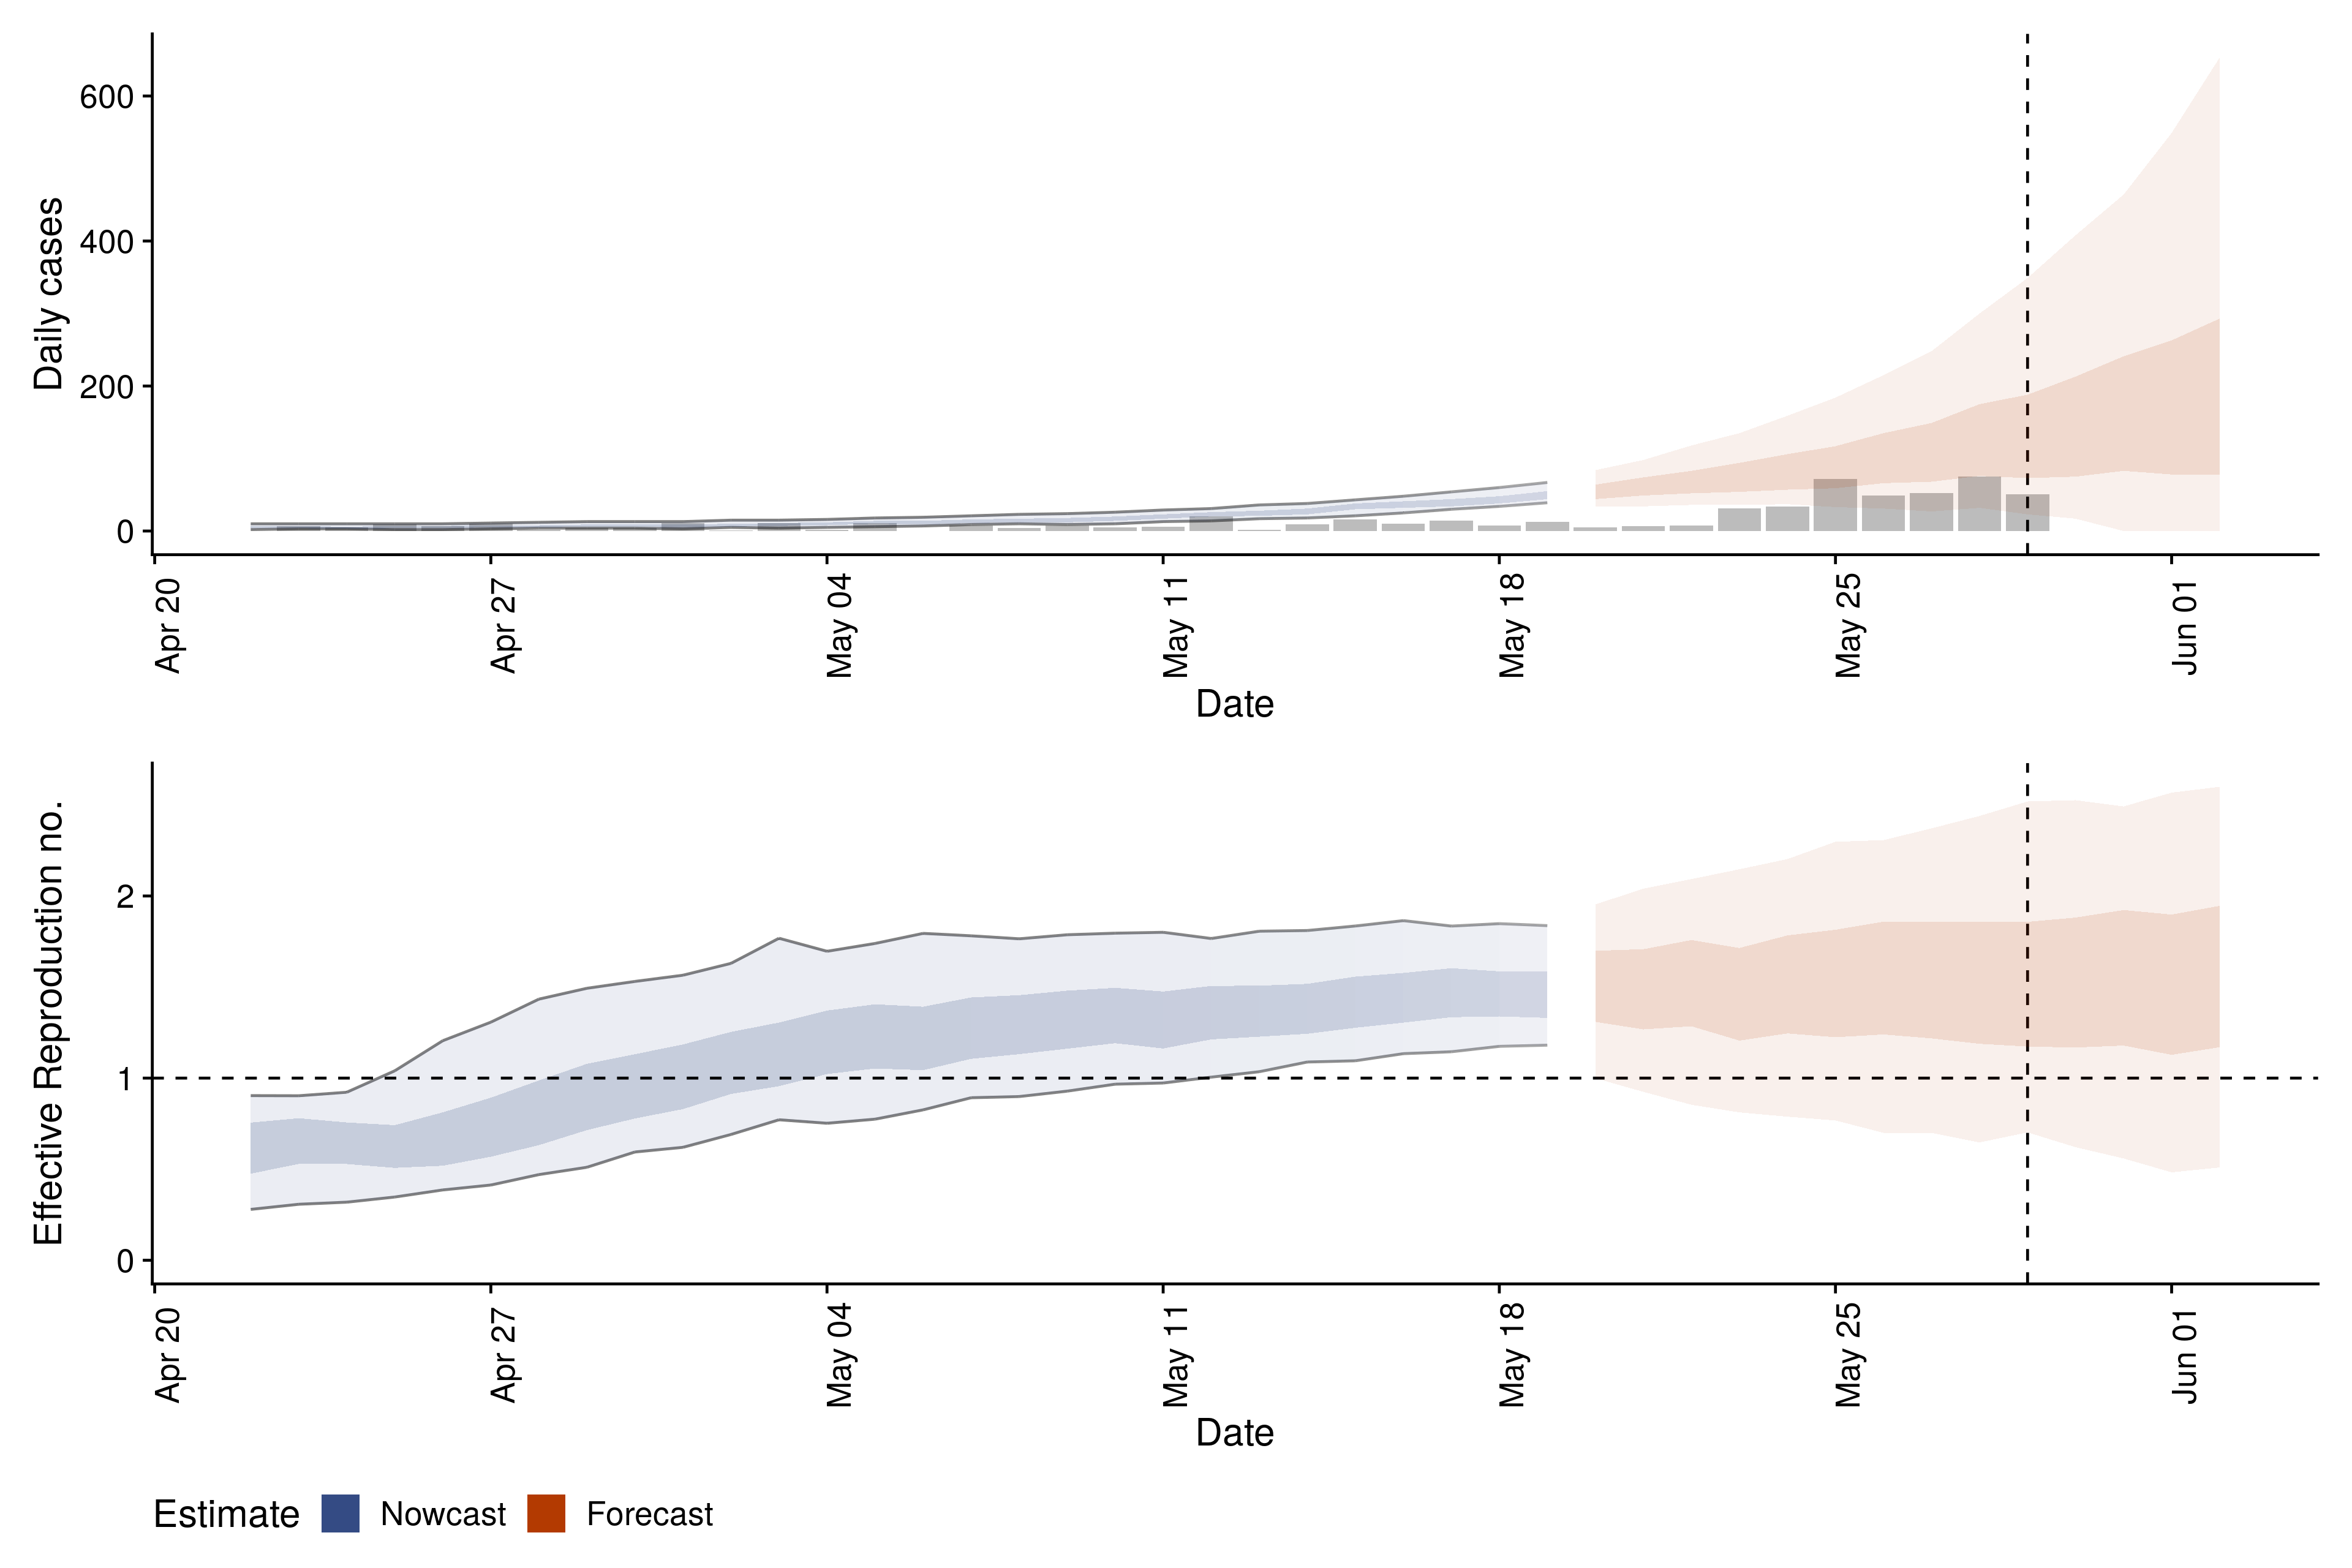 Daily cases
600
400
200
0
Apr 20
Apr 27
May 04
May 11
May 18
May 25
Jun 01
Date
Effective Reproduction no.
2
1
0
Apr 20
Apr 27
May 04
May 11
May 18
May 25
Jun 01
Date
Estimate Nowcast Forecast